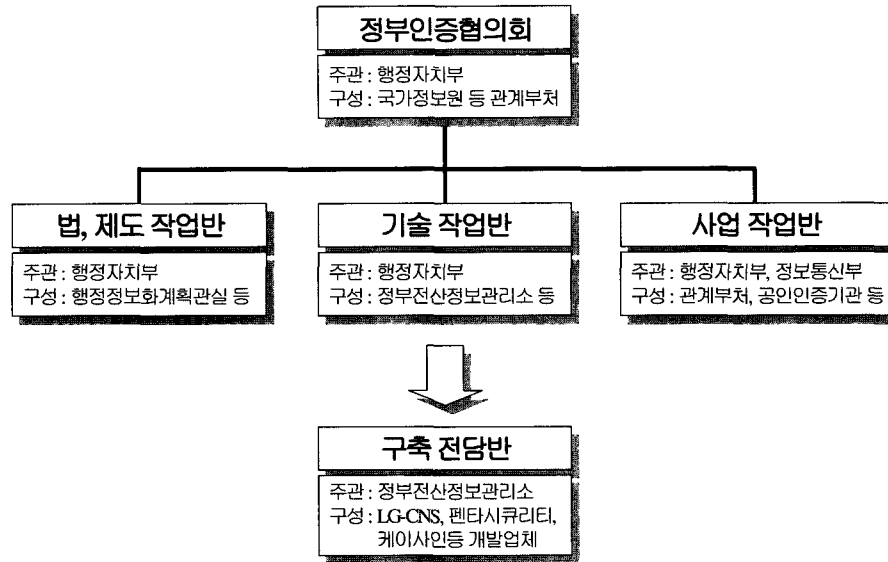 정부인증협의회
주관 : 행정자치부
구성 : 국가정보원 등 관계부처
법, 제도 작업반
주관 : 행정자치부
구성 : 행정정보화계획관실 등
기술 작업반
주관 : 행정자치부
구성 : 정부전산정보관리소 등
사업 작업반
주관 : 행정자치부, 정보통신부
구성 : 관계부처, 공인인증기관 등
구축 전담반
주관 : 정부전산정보관리소
구성 : LG-CNS, 펜타시큐리티,
케이사인등 개발업체